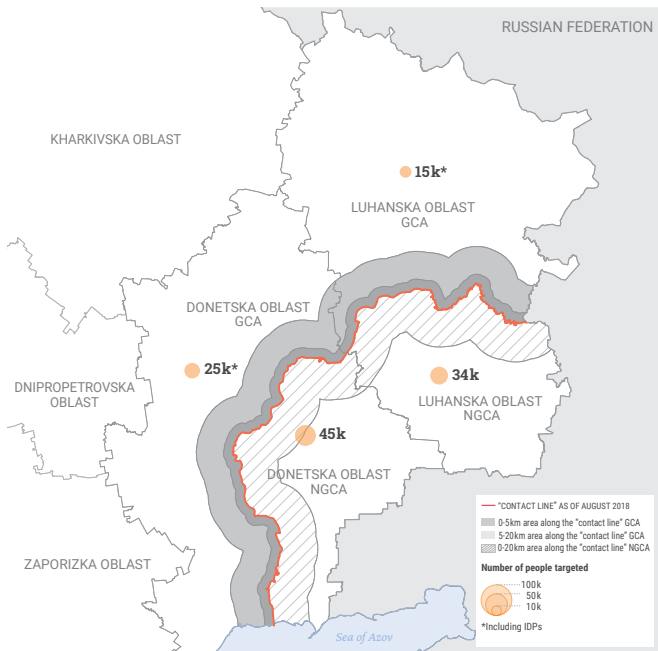 RUSSIAN FEDERATION
KHARKIVSKA OBLAST
15k*
LUHANSKA OBLAST
GCA
DONETSKA OBLAST
GCA
25k*
34k
DNIPROPETROVSKA
OBLAST
LUHANSKA OBLAST
NGCA
45k
DONETSKA OBLAST
NGCA
ZAPORIZKA OBLAST
Sea of Azov
"CONTACT LINE" AS OF AUGUST 2018
0-5km area along the "contact line" GCA
5-20km area along the "contact line" GCA
0-20km area along the "contact line" NGCA
Number of people targeted
100k
50k
10k
*Including IDPs